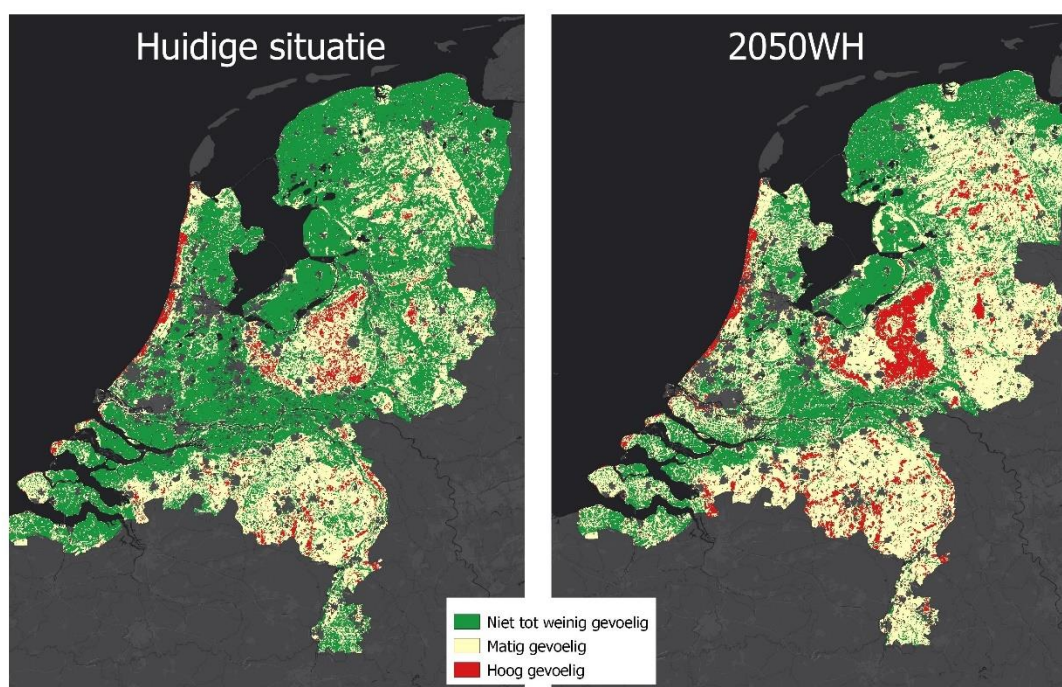 Huidige situatie
2050WH
Niet tot weinig gevoelig
Matig gevoelig
Hoog gevoelig